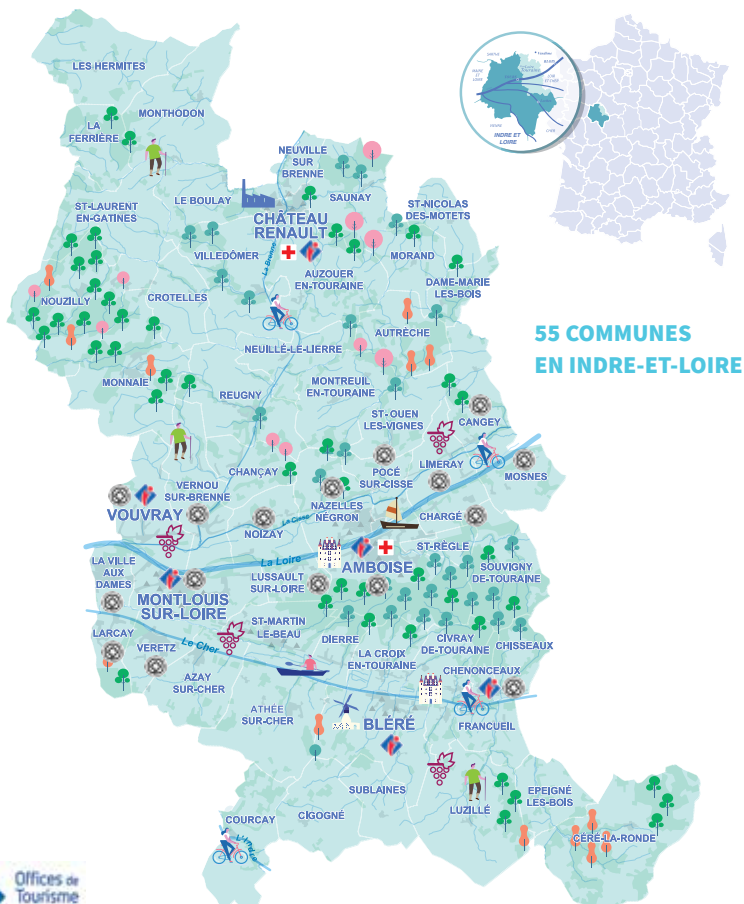 LES HERMITES
MONTHODON
LA
FERRIÈRE
NEUVILLE
SUR
BRENNE
LE BOULAY
SAUNAY
ST-LAURENT
EN-GATINES
CHÂTEAU
RENAULT
ST-NICOLAS
DES-MOTETS
La Brenne
VILLEDÔMER
MORAND
AUZOUER
EN-TOURAINE
DAME-MARIE
LES-BOIS
NOUZILLY
CROTELLES
AUTRÈCHE
NEUILLÉ-LE-LIERRE
MONNAIE
REUGNY
MONTREUIL
EN-TOURAINE
ST-OUEN
LES-VIGNES
CANGEY
CHANÇAY
POCÉ
SUR-CISSE
LIMERAY
MOSNES
VERNOU
SUR-BRENNE
NAZELLES
NÉGRON
VOUVRAY
La Cisse
NOIZAY
CHARGÉ
La Loire
AMBOISE
ST-RÈGLE
LA VILLE
AUX
DAMES
LUSSAULT
SUR-LOIRE
SOUVIGNY
DE-TOURAINE
MONTLOUIS
SUR-LOIRE
ST-MARTIN
LE-BEAU
LARCAY
VERETZ
Le Cher
DIERRE
CIVRAY
DE-TOURAINE
CHISSEAUX
LA CROIX
EN-TOURAINE
CHENONCEAUX
AZAY
SUR-CHER
ATHÉE
SUR-CHER
BLÉRÉ
FRANCUEIL
SUBLAINES
LUZILLÉ
EPEIGNÉ
LES-BOIS
CIGOGNÉ
COURCAY
L'Indre
CÉRÉ-LA-RONDE
INDRE ET
LOIRE
55 COMMUNES
EN INDRE-ET-LOIRE
Offices de
Tourisme